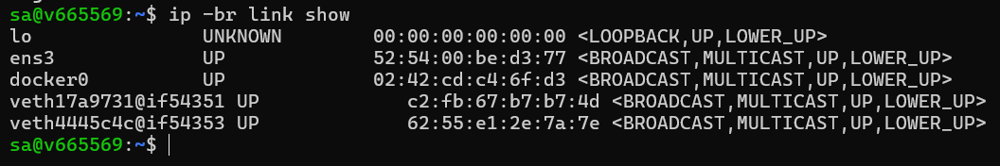 sa@v665569:~$ ip -br link show
lo               UNKNOWN        00:00:00:00:00:00 <LOOPBACK,UP,LOWER_UP>
ens3             UP             52:54:00:be:d3:77 <BROADCAST,MULTICAST,UP,LOWER_UP>
docker0          UP             02:42:cd:c4:6f:d3 <BROADCAST,MULTICAST,UP,LOWER_UP>
veth17a9731@if54351 UP             c2:fb:67:b7:b7:4d <BROADCAST,MULTICAST,UP,LOWER_UP>
veth4445c4c@if54353 UP             62:55:e1:2e:7a:7e <BROADCAST,MULTICAST,UP,LOWER_UP>
sa@v665569:~$